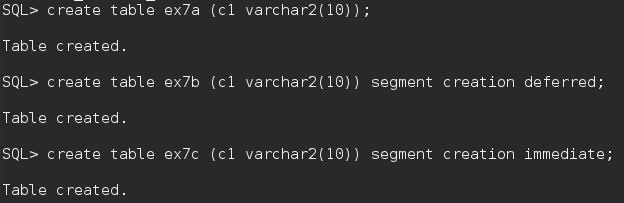 SQL> create table ex7a (c1 varchar2(10));
Table created.
SQL> create table ex7b (c1 varchar2(10)) segment creation deferred;
Table created.
SQL> create table ex7c (c1 varchar2(10)) segment creation immediate;
Table created.